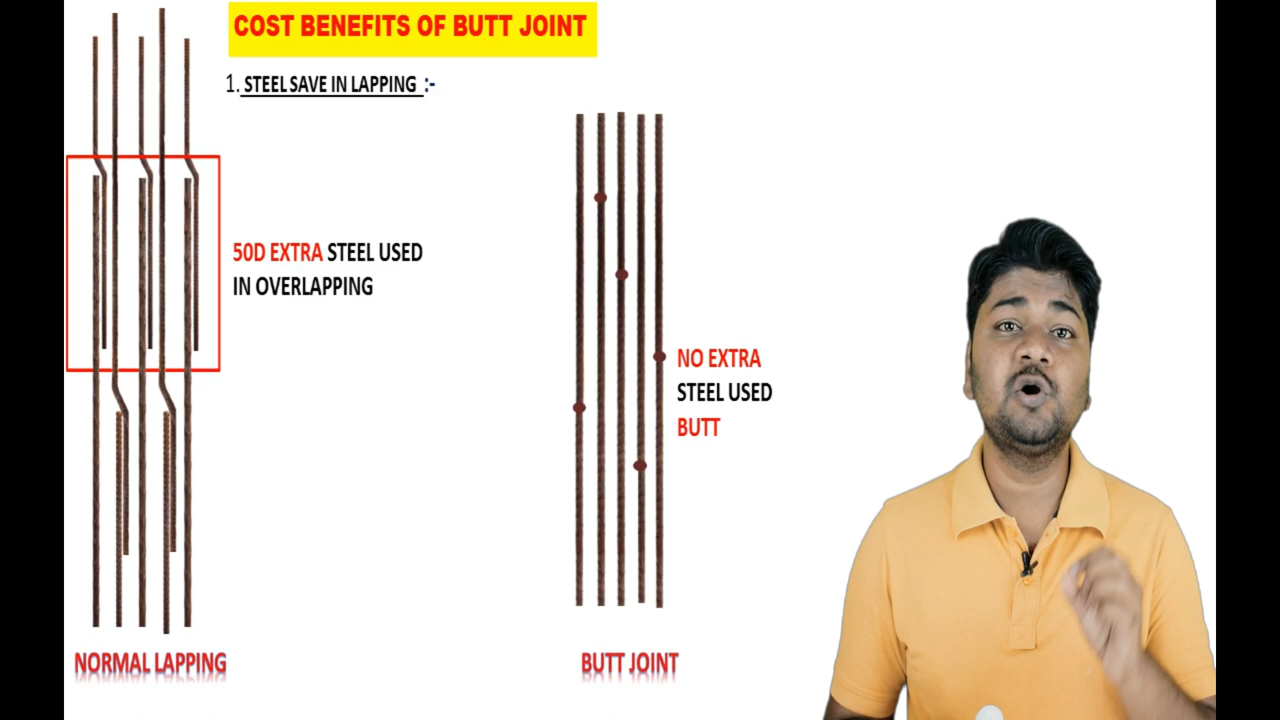 COST BENEFITS OF BUTT JOINT
1. STEEL SAVE IN LAPPING :-
50D EXTRA STEEL USED
IN OVERLAPPING
NO EXTRA
STEEL USED
BUTT
NORMAL LAPPING
BUTT JOINT